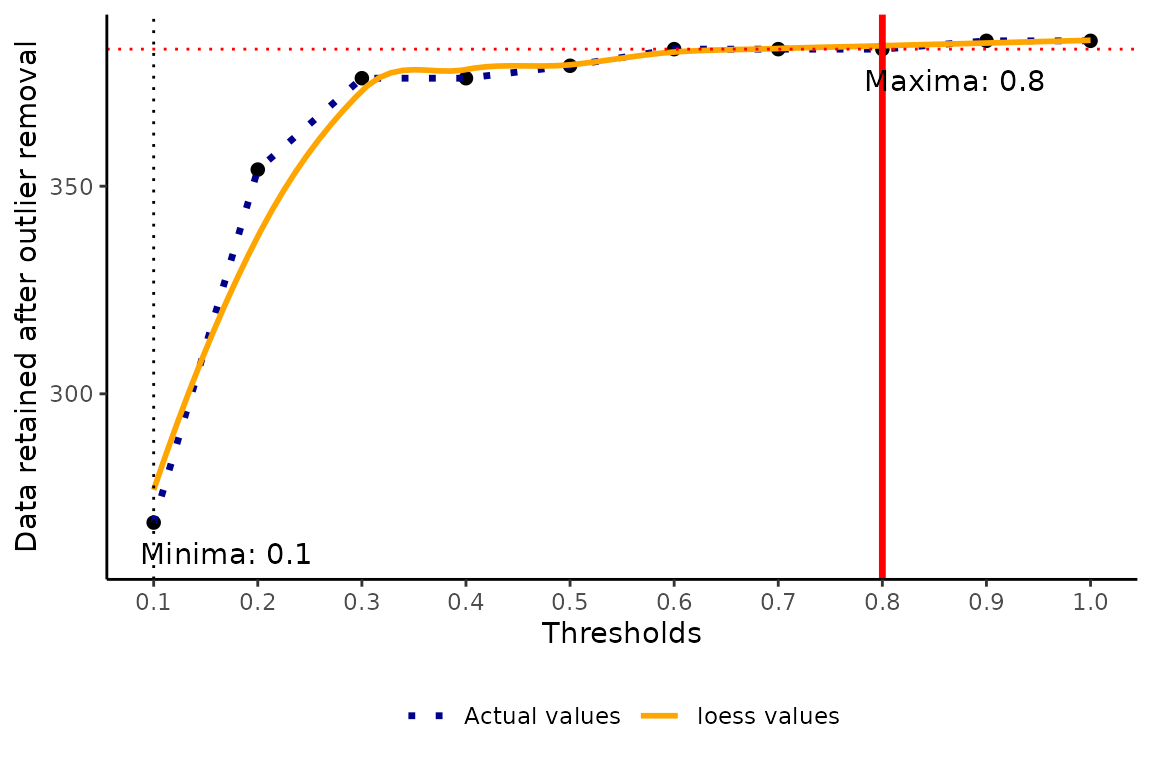 Data retained after outlier removal
350
300
Maxima: 0.8
Minima: 0.1
0.1 0.2 0.3 0.4 0.5 0.6 0.7 0.8 0.9 1.0
Thresholds
Actual values loess values